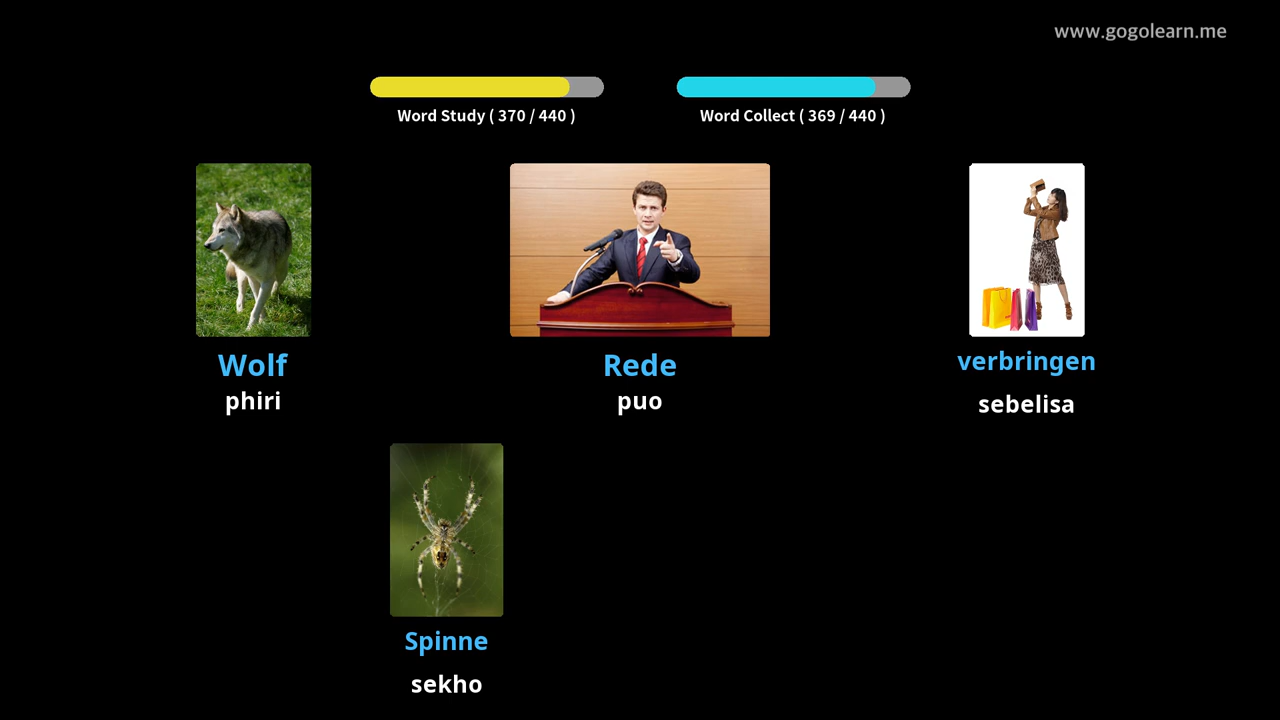 www.gogolearn.me
Word Study ( 370 / 440 )
Word Collect ( 369 / 440 )
Wolf
phiri
Rede
puo
verbringen
sebelisa
Spinne
sekho